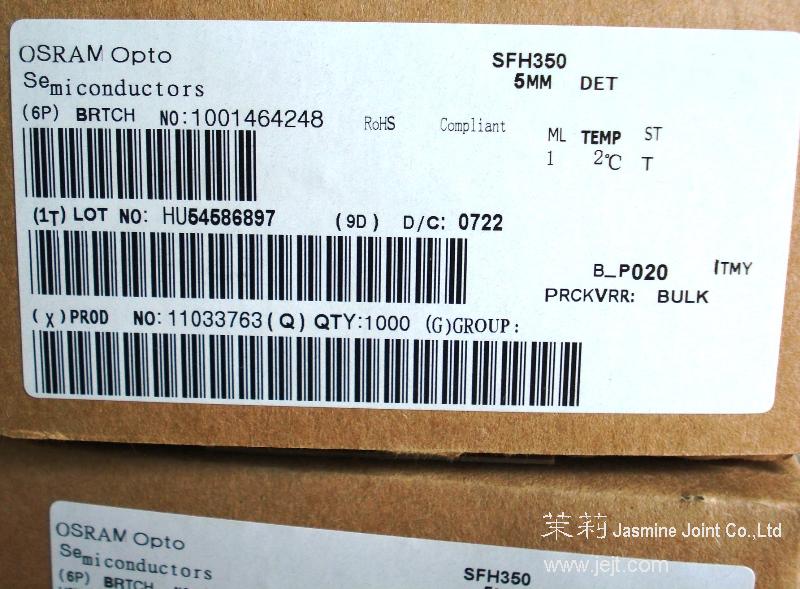 OSRAM Opto
Semiconductors
SFH350
5MM DET
(6P) BRTCH NO:1001464248
RoHS Compliant
ML TEMP ST
1 2℃ T
(1T) LOT NO: HU54586897 (9D) D/C: 0722
B_P020 ITMY
PRCKVRR: BULK
(X)PROD NO: 11033763(Q) QTY:1000 (G)GROUP:
OSRAM Opto
Semiconductors
(6P) BRTCH
SFH350
茉莉 Jasmine Joint Co.,Ltd
www.jejt.com